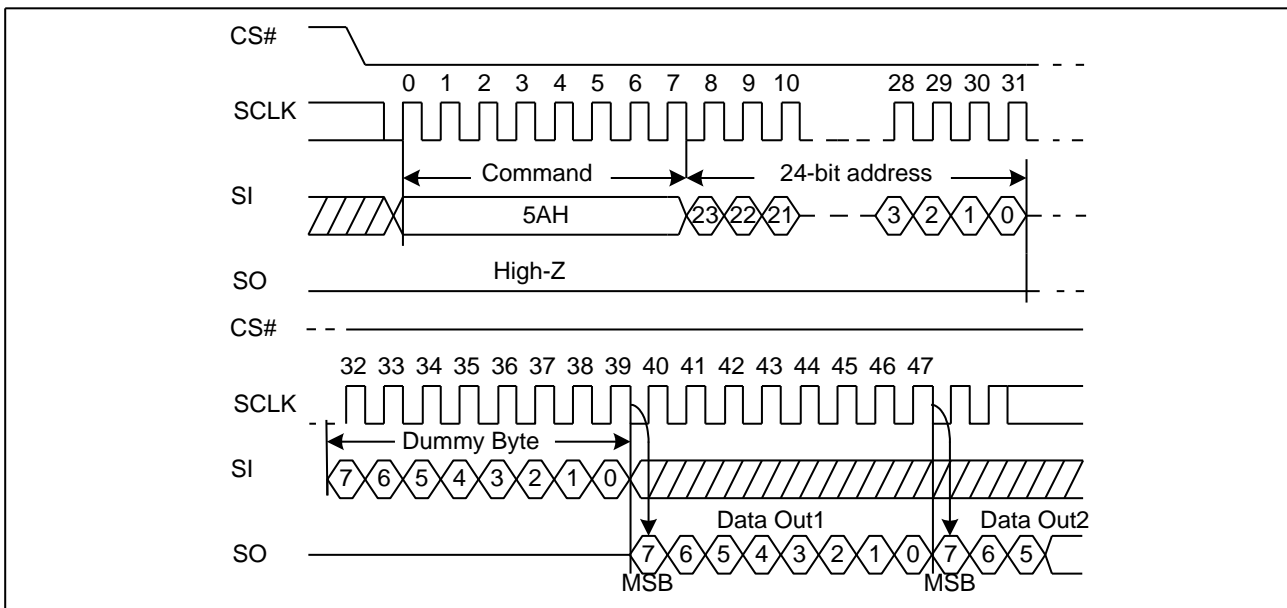 CS#
0 1 2 3 4 5 6 7 8 9 10 28 29 30 31
SCLK
Command 24-bit address
SI
5AH 23 22 21 3 2 1 0
High-Z
SO
CS#
32 33 34 35 36 37 38 39 40 41 42 43 44 45 46 47
SCLK
Dummy Byte
SI
7 6 5 4 3 2 1 0
Data Out1 Data Out2
SO
7 6 5 4 3 2 1 0 7 6 5
MSB MSB